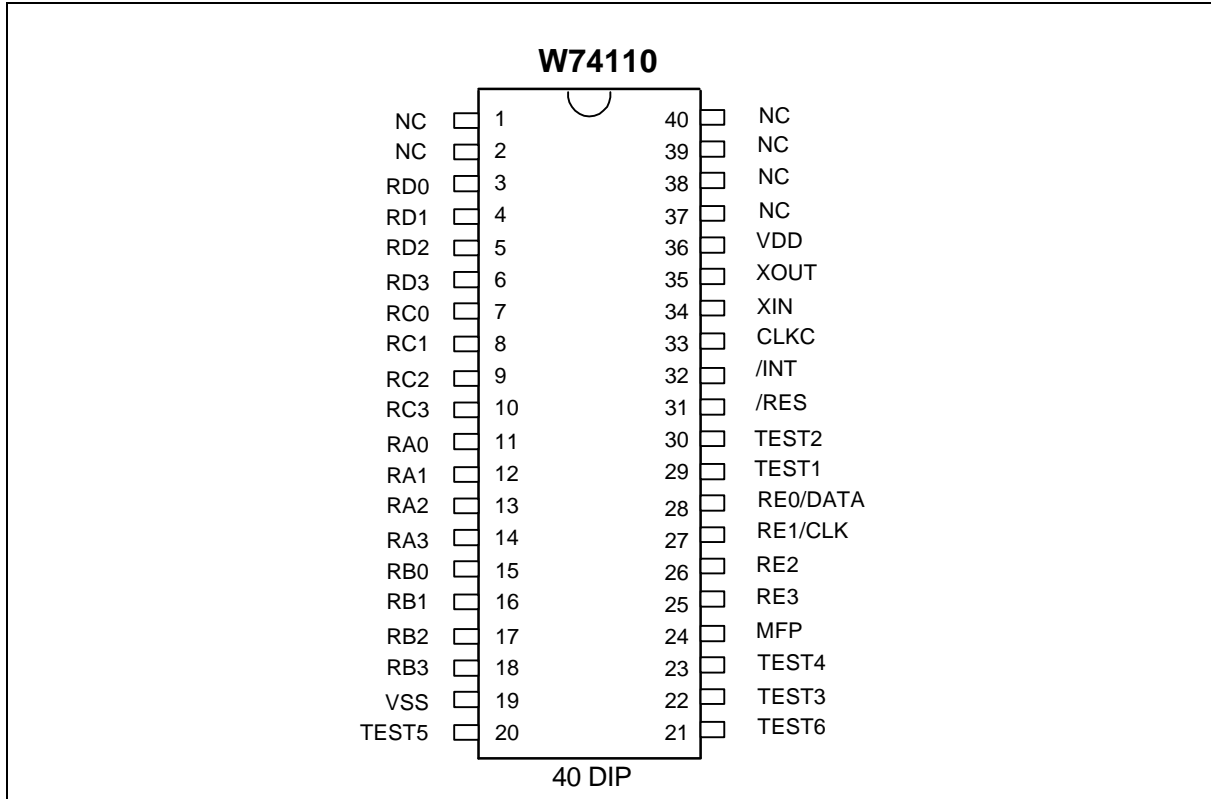 W74110
NC 1 40 NC
NC 2 39 NC
RD0 3 38 NC
RD1 4 37 NC
RD2 5 36 VDD
RD3 6 35 XOUT
RC0 7 34 XIN
RC1 8 33 CLKC
RC2 9 32 /INT
RC3 10 31 /RES
RA0 11 30 TEST2
RA1 12 29 TEST1
RA2 13 28 RE0/DATA
RA3 14 27 RE1/CLK
RB0 15 26 RE2
RB1 16 25 RE3
RB2 17 24 MFP
RB3 18 23 TEST4
VSS 19 22 TEST3
TEST5 20 21 TEST6
40 DIP